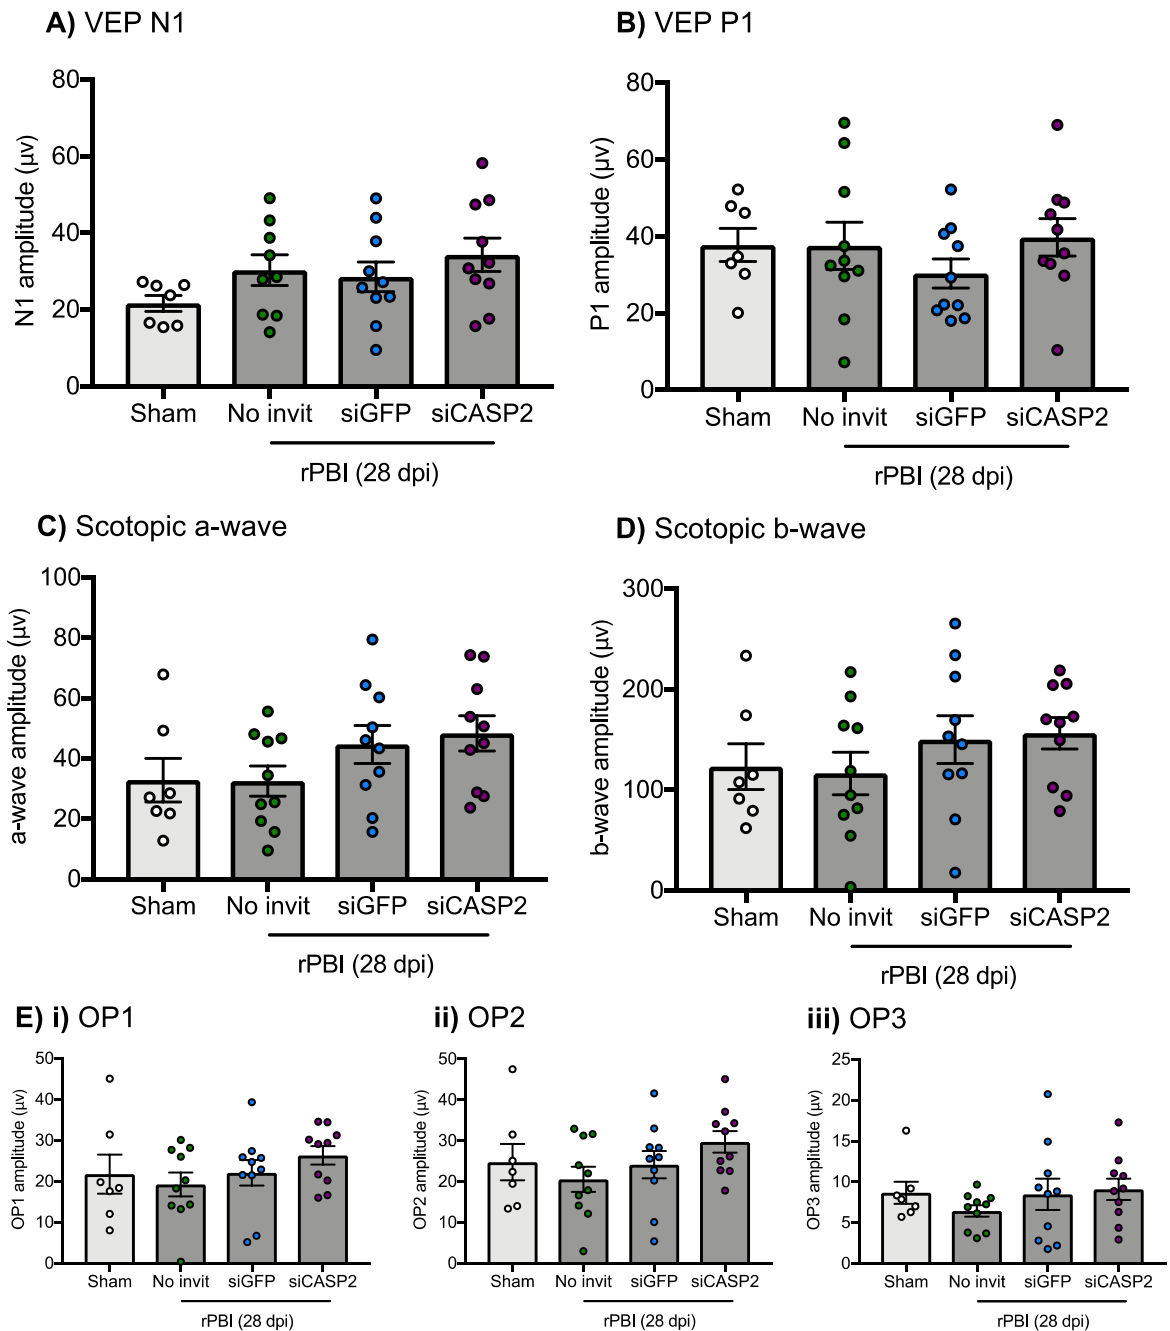 A) VEP N1
N1 amplitude (µv)
80
60
40
20
0
Sham No invit siGFP siCASP2
rPBI (28 dpi)
B) VEP P1
P1 amplitude (µv)
80
60
40
20
0
Sham No invit siGFP siCASP2
rPBI (28 dpi)
C) Scotopic a-wave
a-wave amplitude (µv)
100
80
60
40
20
0
Sham No invit siGFP siCASP2
rPBI (28 dpi)
D) Scotopic b-wave
b-wave amplitude (µv)
300
200
100
0
Sham No invit siGFP siCASP2
rPBI (28 dpi)
E) i) OP1
OP1 amplitude (µv)
50
40
30
20
10
0
Sham No invit siGFP siCASP2
rPBI (28 dpi)
ii) OP2
OP2 amplitude (µv)
50
40
30
20
10
0
Sham No invit siGFP siCASP2
rPBI (28 dpi)
iii) OP3
OP3 amplitude (µv)
25
20
15
10
5
0
Sham No invit siGFP siCASP2
rPBI (28 dpi)